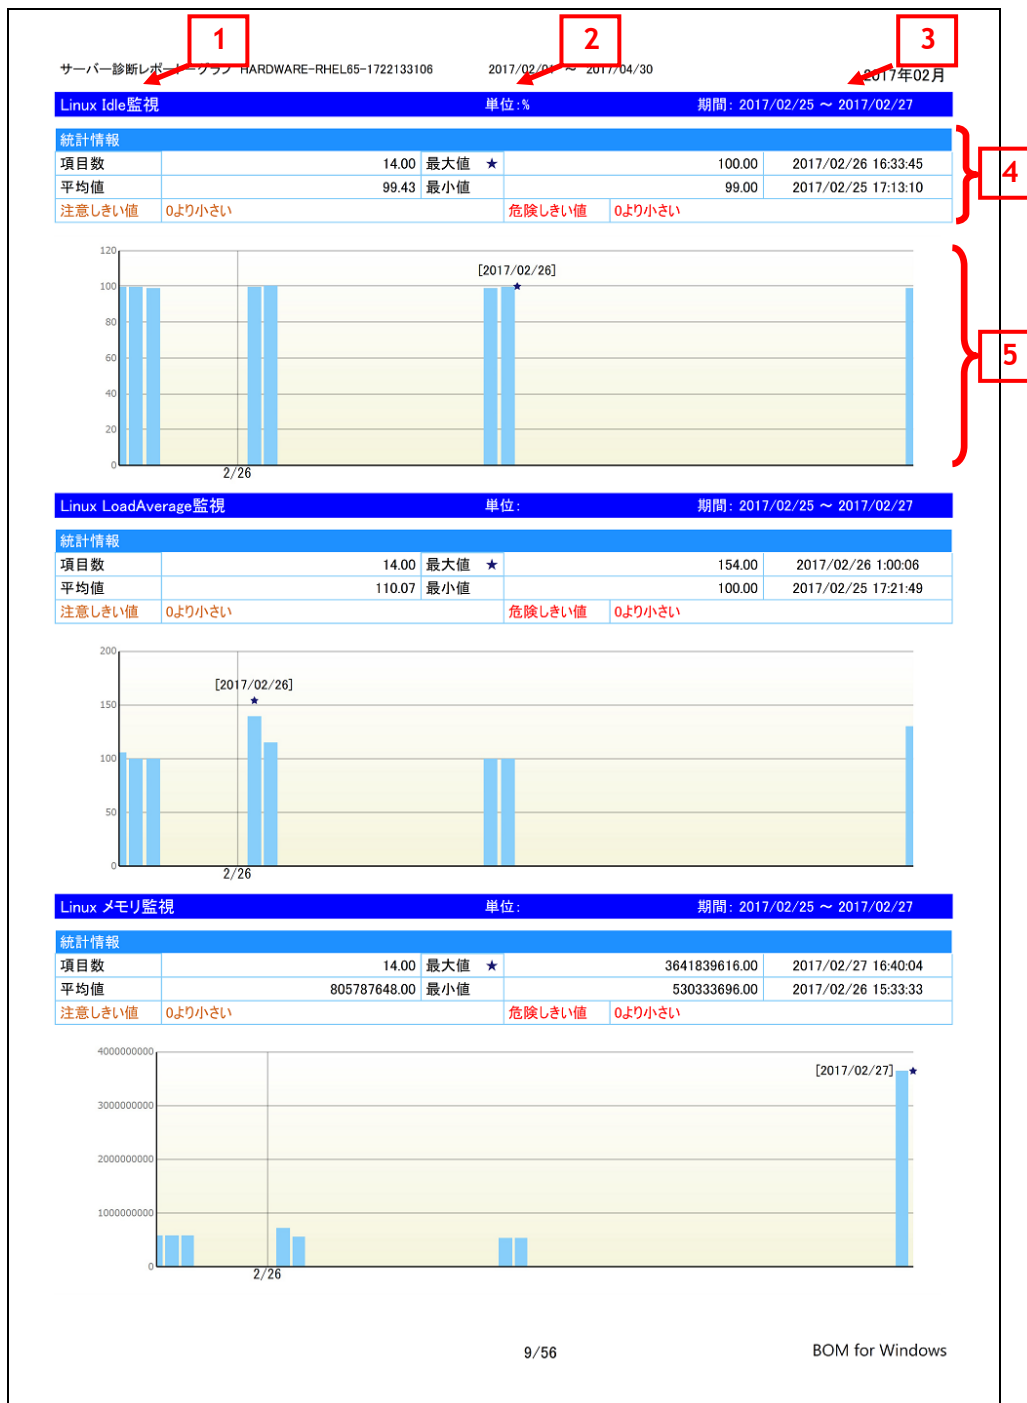 1
2
3
サーバー診断レポート グラフ HARDWARE-RHEL65-1722133106 2017/02/01 ～ 2017/04/30
2017年02月
Linux Idle監視 単位:% 期間: 2017/02/25 ～ 2017/02/27
統計情報
項目数 14.00 最大値 ★ 100.00 2017/02/26 16:33:45
平均値 99.43 最小値 99.00 2017/02/25 17:13:10
注意しきい値 0より小さい 危険しきい値 0より小さい
4
120
[2017/02/26]
100
★
80
60
5
40
20
0
2/26
Linux LoadAverage監視 単位: 期間: 2017/02/25 ～ 2017/02/27
統計情報
項目数 14.00 最大値 ★ 154.00 2017/02/26 1:00:06
平均値 110.07 最小値 100.00 2017/02/25 17:21:49
注意しきい値 0より小さい 危険しきい値 0より小さい
200
[2017/02/26]
★
150
100
50
0
2/26
Linux メモリ監視 単位: 期間: 2017/02/25 ～ 2017/02/27
統計情報
項目数 14.00 最大値 ★ 3641839616.00 2017/02/27 16:40:04
平均値 805787648.00 最小値 530333696.00 2017/02/26 15:33:33
注意しきい値 0より小さい 危険しきい値 0より小さい
4000000000
[2017/02/27] ★
3000000000
2000000000
1000000000
0
2/26
9/56
BOM for Windows